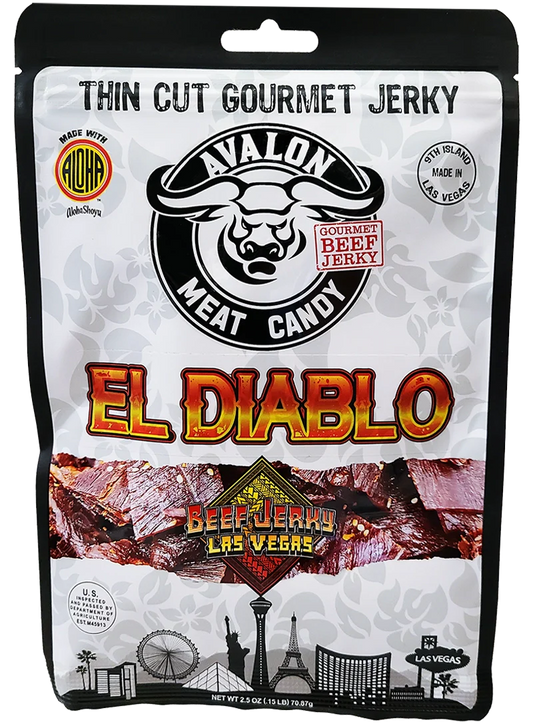 THIN CUT GOURMET JERKY
MADE WITH
ALOHA
AlohaShoyu
AVALON
MEAT CANDY
GOURMET
BEEF
JERKY
9TH ISLAND
MADE IN
LAS VEGAS
EL DIABLO
BEEF JERKY
LAS VEGAS
U.S.
INSPECTED
AND PASSED BY
DEPARTMENT OF
AGRICULTURE
EST.M45913
LAS VEGAS
NET WT 2.5 OZ (.15 LB) 70.87g